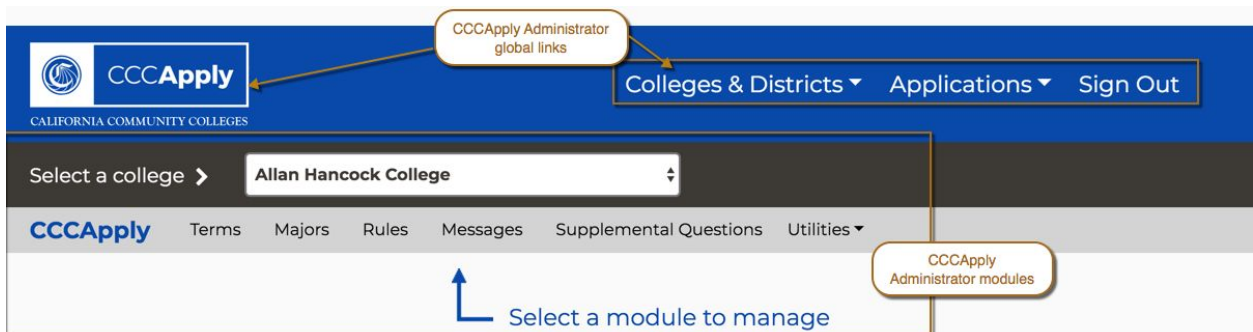 CCCApply Administrator
global links
CCCApply
CALIFORNIA COMMUNITY COLLEGES
Colleges & Districts Applications Sign Out
Select a college Allan Hancock College
CCCApply Terms Majors Rules Messages Supplemental Questions Utilities
CCCApply
Administrator modules
Select a module to manage